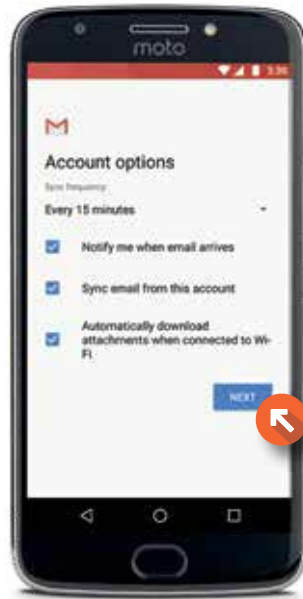 moto
3:30
Account options
Sync frequency
Every 15 minutes
Notify me when email arrives
Sync email from this account
Automatically download
attachments when connected to Wi-
Fi
NEXT